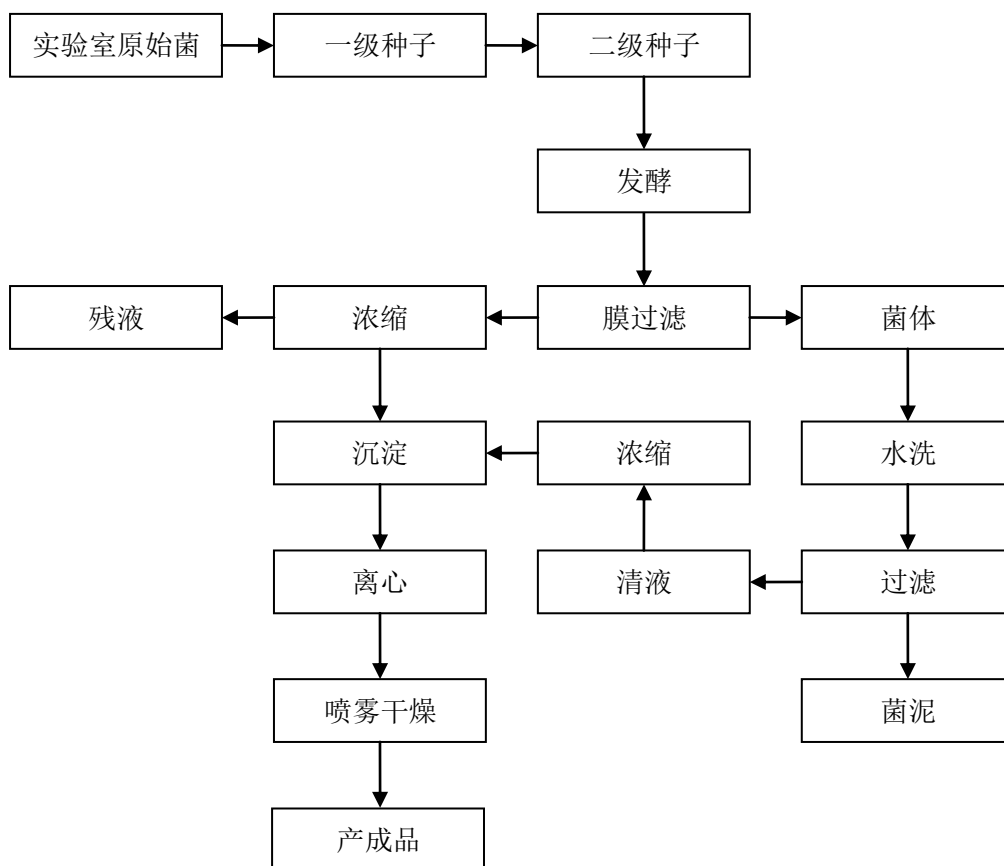 实验室原始菌
一级种子
二级种子
发酵
残液
浓缩
膜过滤
菌体
沉淀
浓缩
水洗
离心
清液
过滤
喷雾干燥
菌泥
产成品